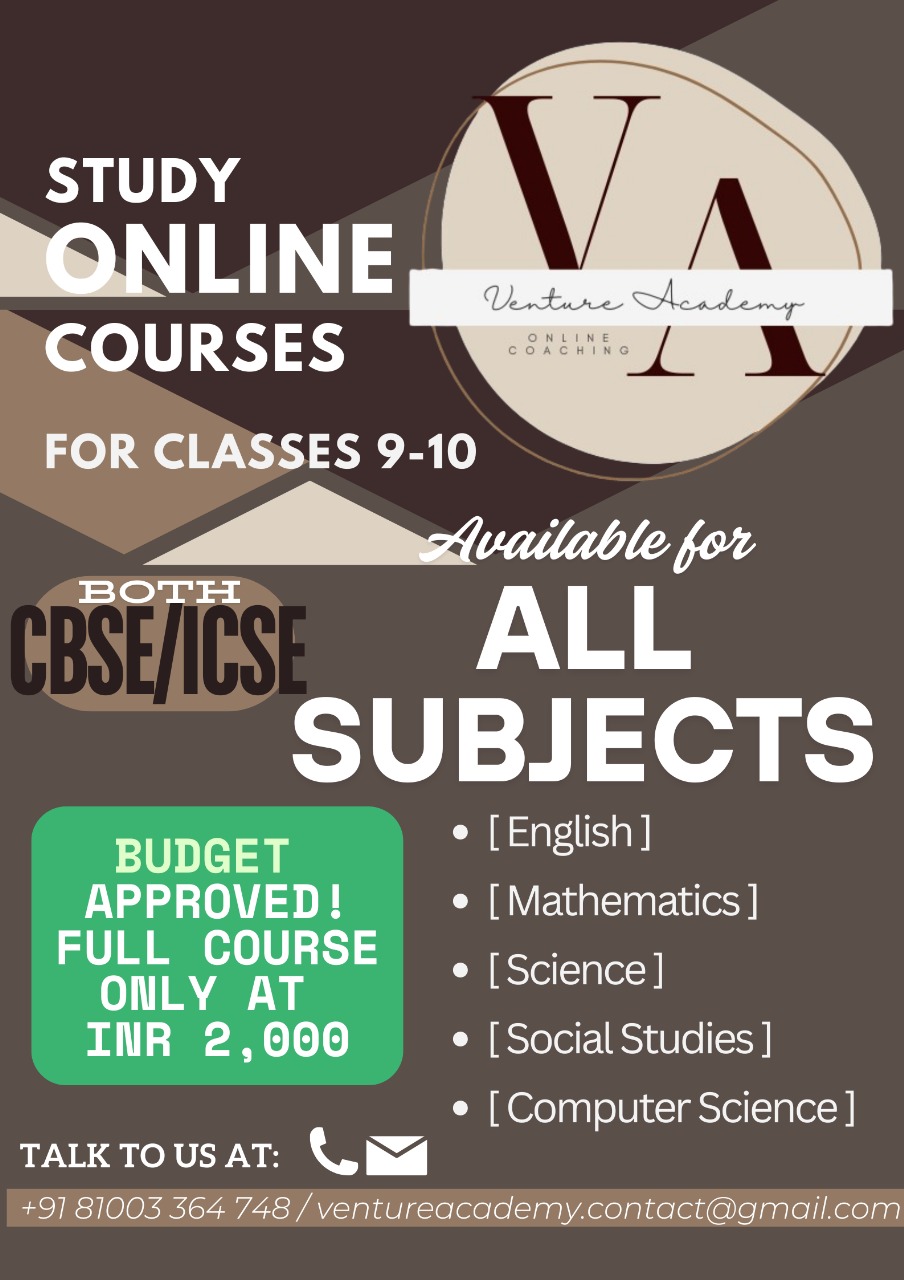 STUDY
ONLINE
COURSES
FOR CLASSES 9-10
VA
Venture Academy
ONLINE
COACHING
Available for
ALL
SUBJECTS
BOTH
CBSE/ICSE
BUDGET
APPROVED!
FULL COURSE
ONLY AT
INR 2,000
• [ English ]
• [ Mathematics ]
• [ Science ]
• [ Social Studies ]
• [ Computer Science ]
TALK TO US AT:
+91 81003 364 748 / ventureacademy.contact@gmail.com